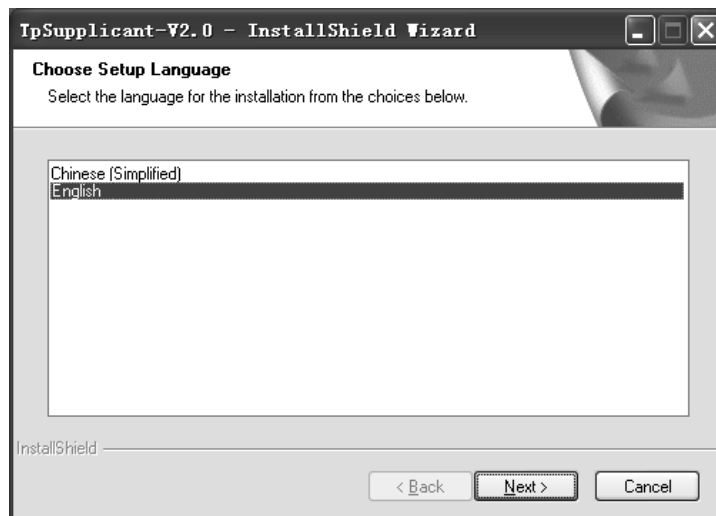 TpSupplicant-V2.0 - InstallShield Wizard
Choose Setup Language
Select the language for the installation from the choices below.
Chinese (Simplified)
English
InstallShield
< Back Next > Cancel